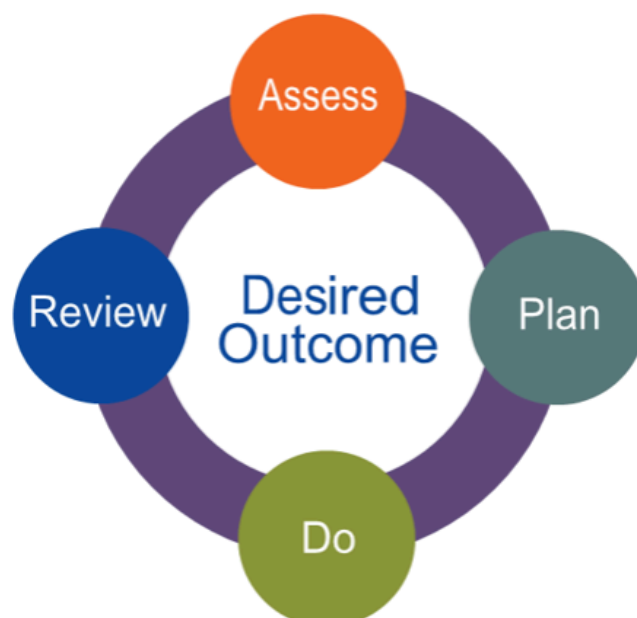 Assess
Plan
Do
Review
Desired
Outcome